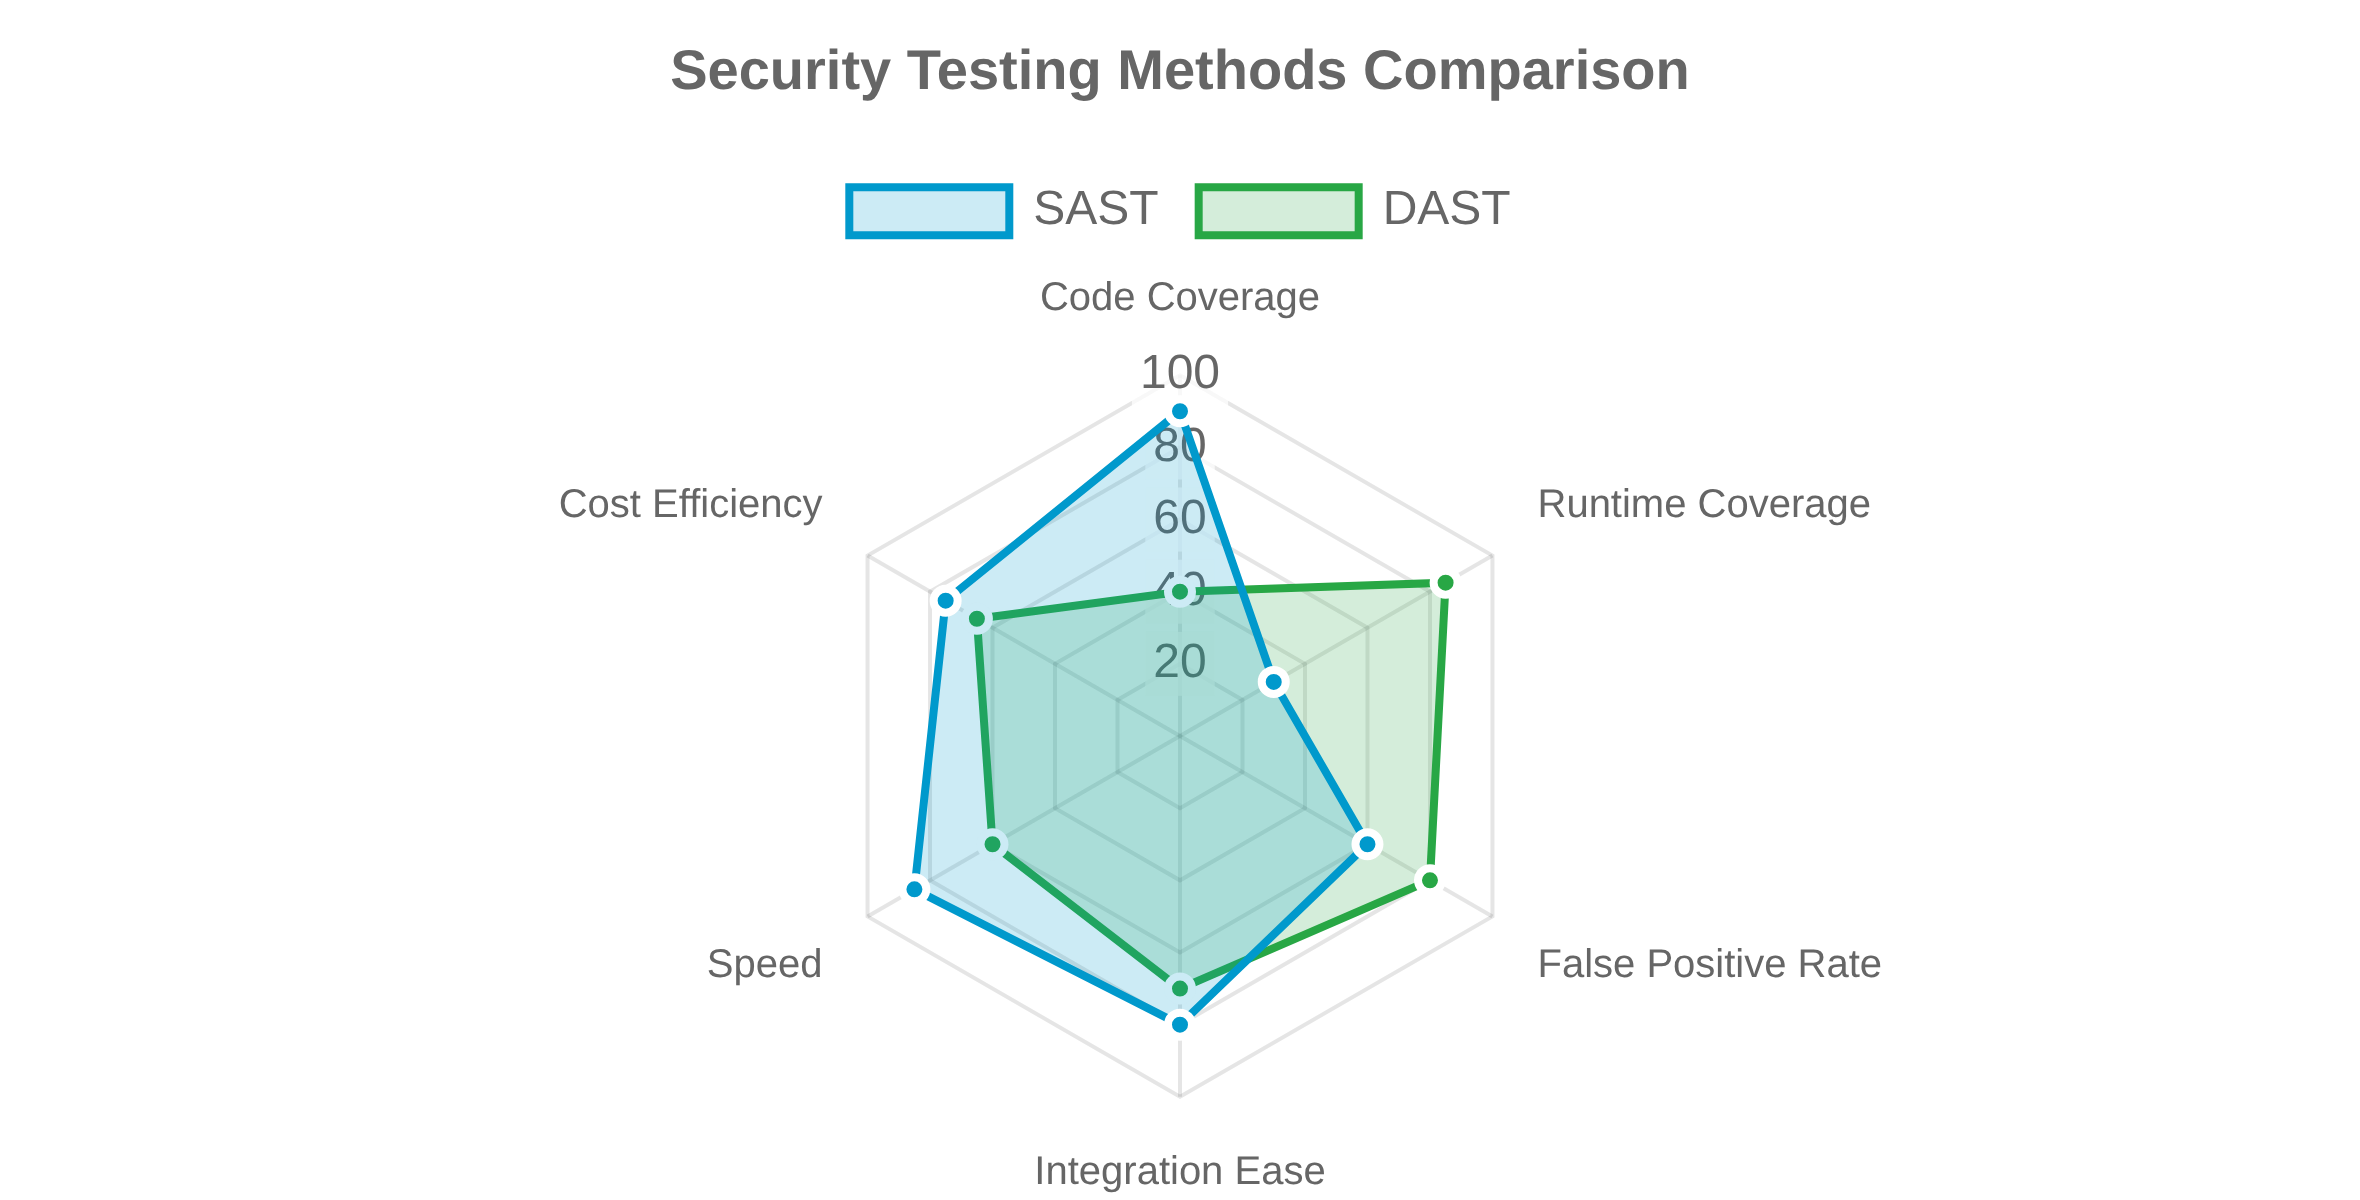 Security Testing Methods Comparison
SAST DAST
Code Coverage
100
80
Cost Efficiency
Runtime Coverage
60
40
20
Speed
False Positive Rate
Integration Ease